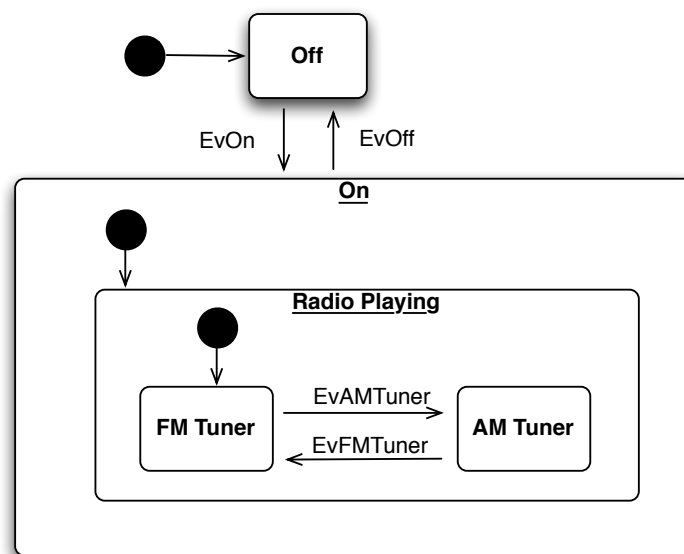 Off
EvOn
EvOff
On
Radio Playing
EvAMTuner
FM Tuner
AM Tuner
EvFMTuner